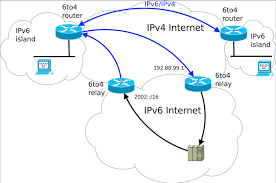 6to4
router
IPv6/IPv4
6to4
router
IPv6
island
IPv4 Internet
IPv6
island
6to4
relay
192.88.99.1
6to4
relay
2002::/16
IPv6 Internet